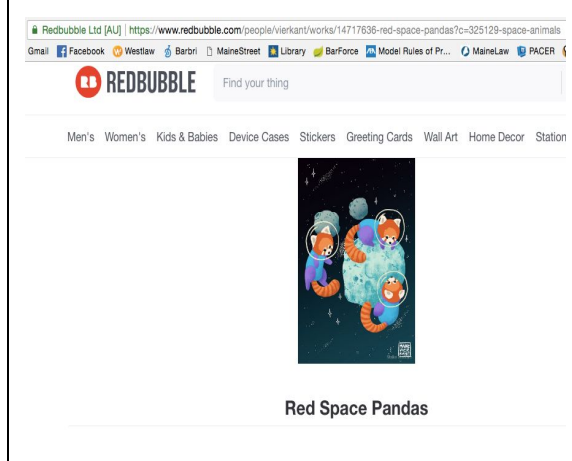 Redbubble Ltd [AU] | https://www.redbubble.com/people/vierkant/works/14717636-red-space-pandas?c=325129-space-animals
Gmail Facebook Westlaw Barbri MaineStreet Library BarForce Model Rules of Pr... MaineLaw PACER
RB REDBUBBLE Find your thing
Men's Women's Kids & Babies Device Cases Stickers Greeting Cards Wall Art Home Decor Station
Red Space Pandas